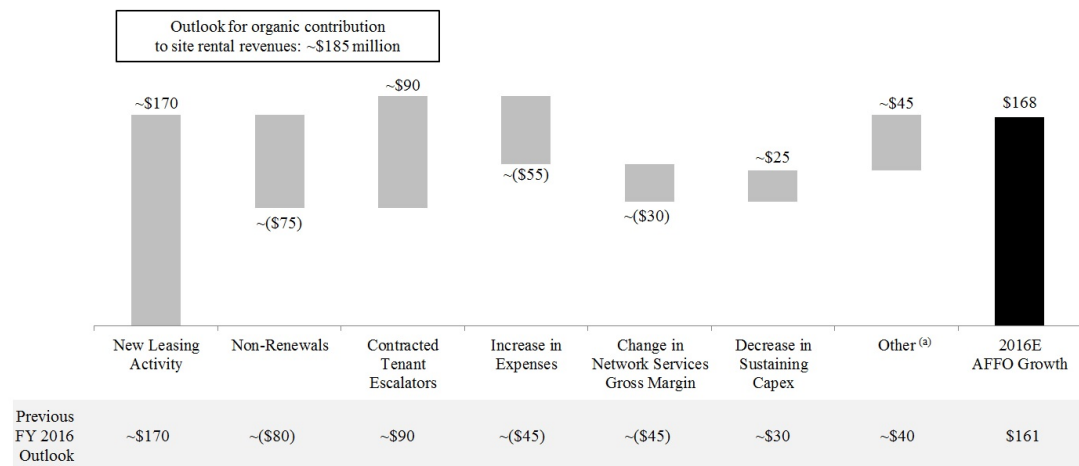 Outlook for organic contribution
to site rental revenues: ~$185 million
~$170
~($75)
~$90
~($55)
~($30)
~$25
~$45
$168
New Leasing
Activity
Non-Renewals
Contracted
Tenant
Escalators
Increase in
Expenses
Change in
Network Services
Gross Margin
Decrease in
Sustaining
Capex
Other (a)
2016E
AFFO Growth
Previous
FY 2016
Outlook
~$170
~($80)
~$90
~($45)
~($45)
~$30
~$40
$161